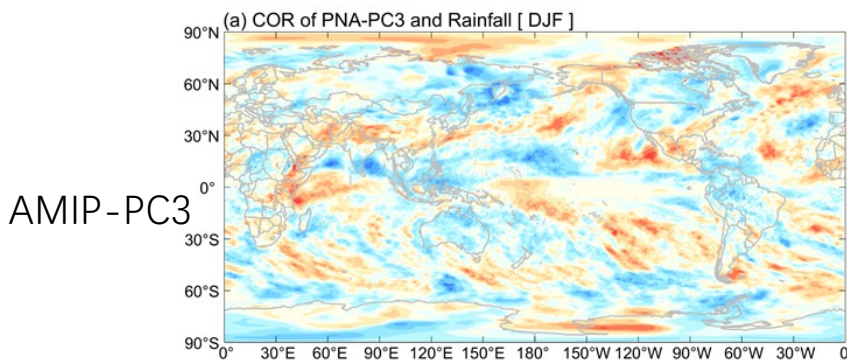 (a) COR of PNA-PC3 and Rainfall [ DJF ]
90°N
60°N
30°N
0°
30°S
60°S
90°S
AMIP-PC3
0° 30°E 60°E 90°E 120°E 150°E 180° 150°W 120°W 90°W 60°W 30°W 0